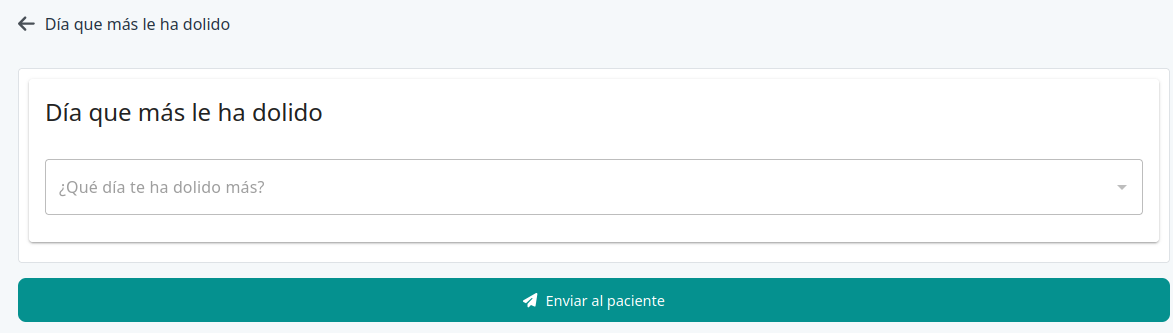 Día que más le ha dolido
Día que más le ha dolido
¿Qué día te ha dolido más?
Enviar al paciente